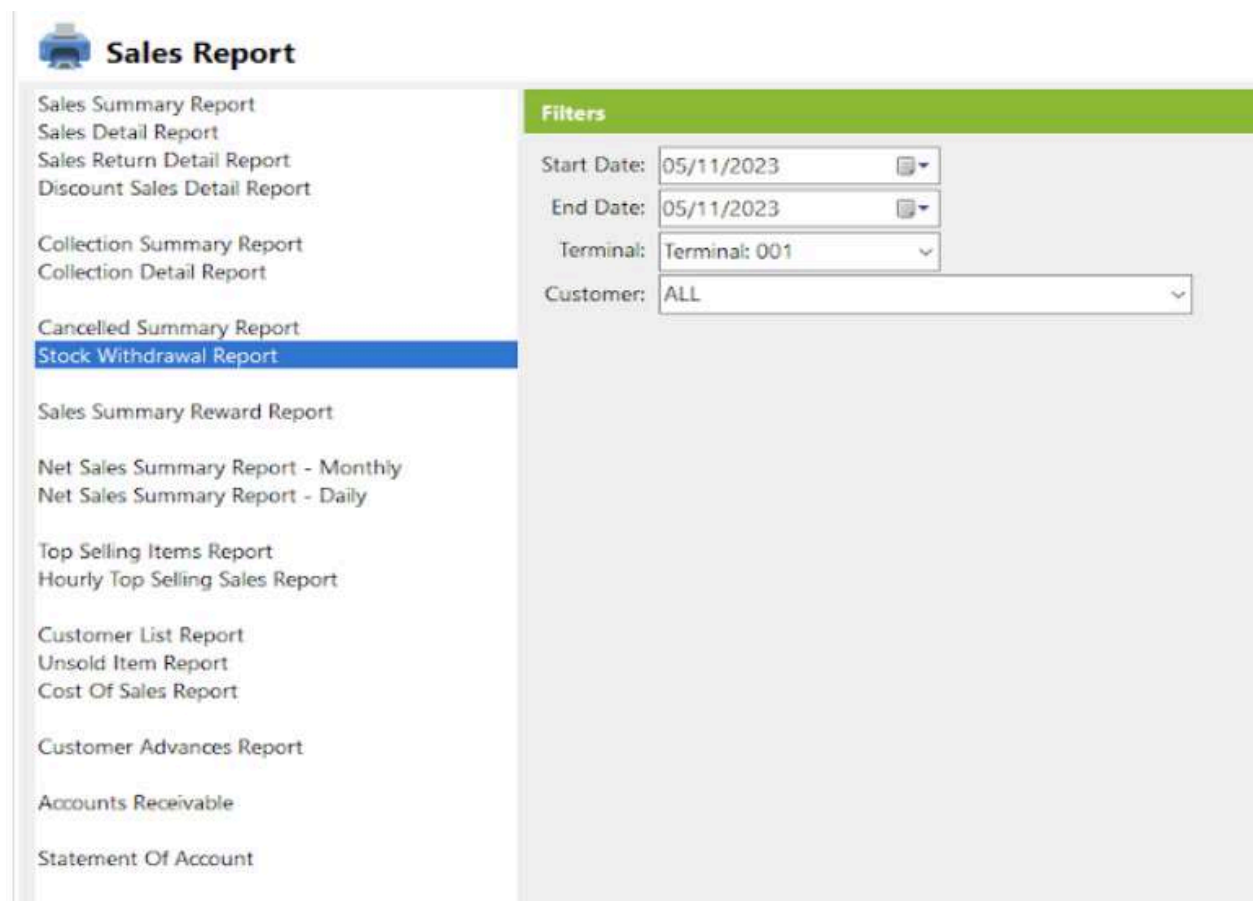 Sales Report
Sales Summary Report
Sales Detail Report
Sales Return Detail Report
Discount Sales Detail Report
Collection Summary Report
Collection Detail Report
Cancelled Summary Report
Stock Withdrawal Report
Sales Summary Reward Report
Net Sales Summary Report - Monthly
Net Sales Summary Report - Daily
Top Selling Items Report
Hourly Top Selling Sales Report
Customer List Report
Unsold Item Report
Cost Of Sales Report
Customer Advances Report
Accounts Receivable
Statement Of Account
Filters
Start Date: 05/11/2023
End Date: 05/11/2023
Terminal: Terminal: 001
Customer: ALL